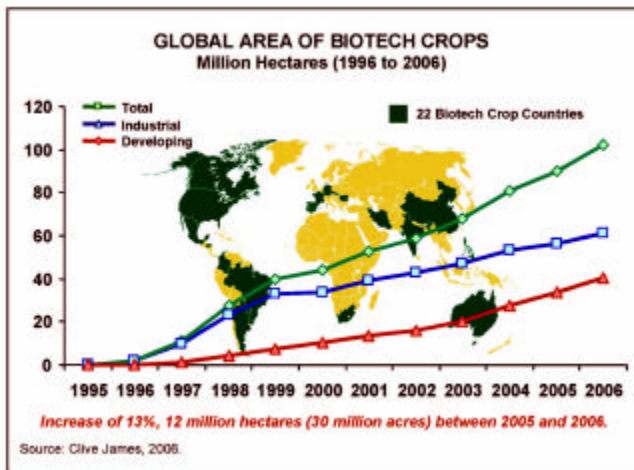 GLOBAL AREA OF BIOTECH CROPS
Million Hectares (1996 to 2006)
Total
Industrial
Developing
22 Biotech Crop Countries
120
100
80
60
40
20
0
1995 1996 1997 1998 1999 2000 2001 2002 2003 2004 2005 2006
Increase of 13%, 12 million hectares (30 million acres) between 2005 and 2006.
Source: Clive James, 2006.